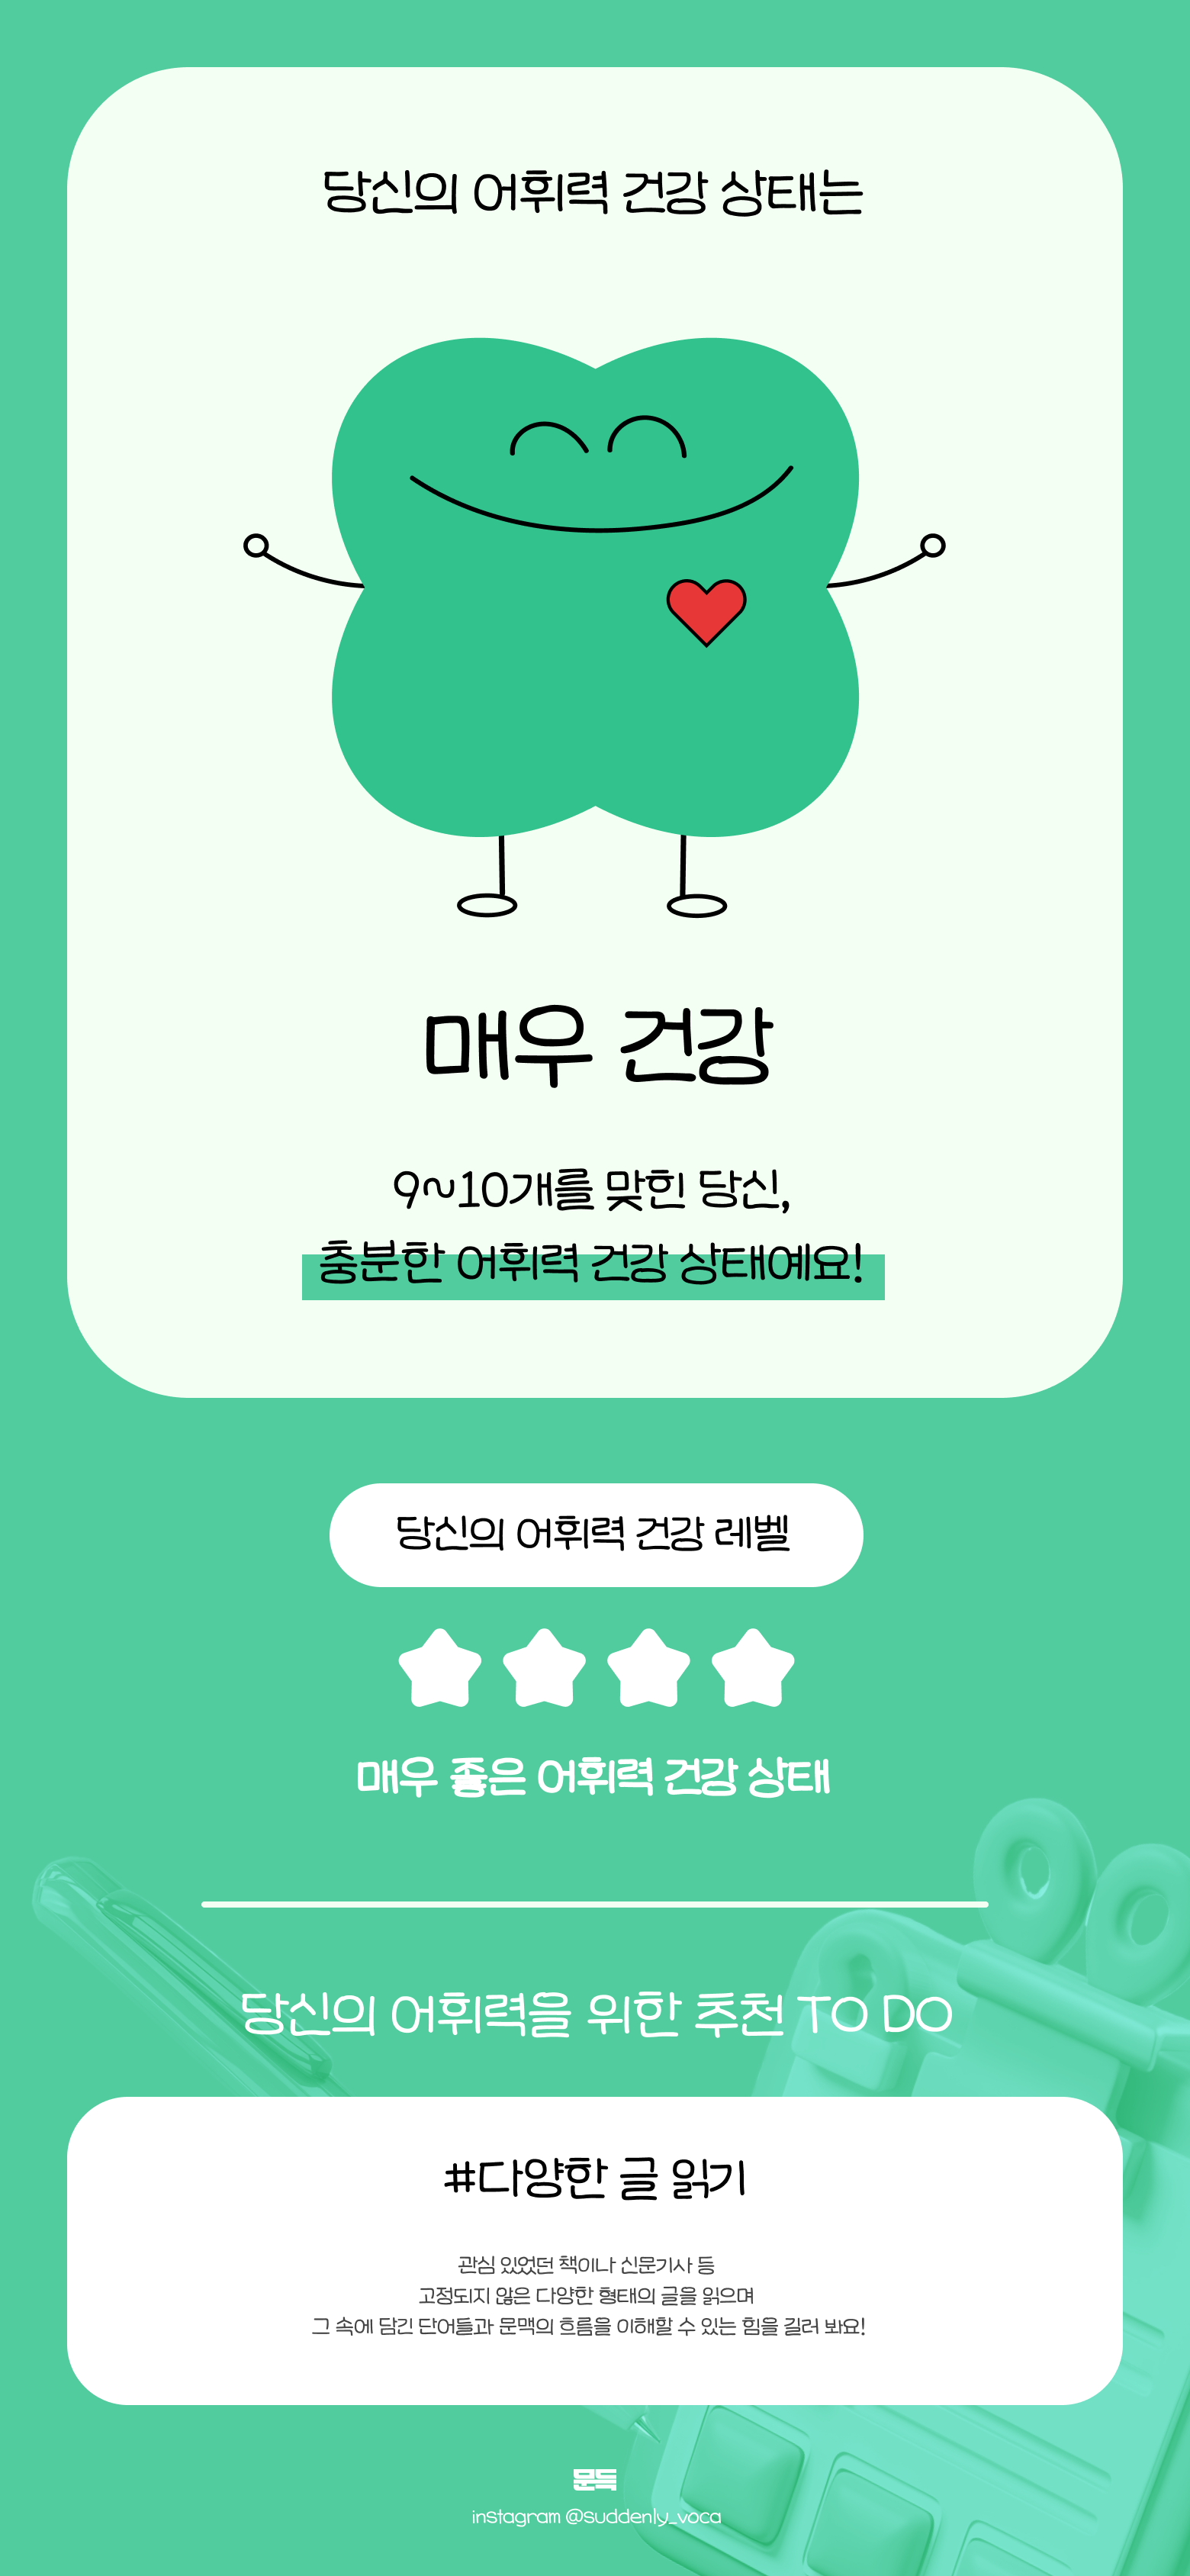 당신의 어휘력 건강 상태는
매우 건강
9~10개를 맞힌 당신,
충분한 어휘력 건강 상태예요!
당신의 어휘력 건강 레벨
매우 좋은 어휘력 건강 상태
당신의 어휘력을 위한 추천 TO DO
#다양한 글 읽기
관심 있었던 책이나 신문기사 등
고정되지 않은 다양한 형태의 글을 읽으며
그 속에 담긴 단어들과 문맥의 흐름을 이해할 수 있는 힘을 길러 봐요!
문득
instagram @suddenly_voca